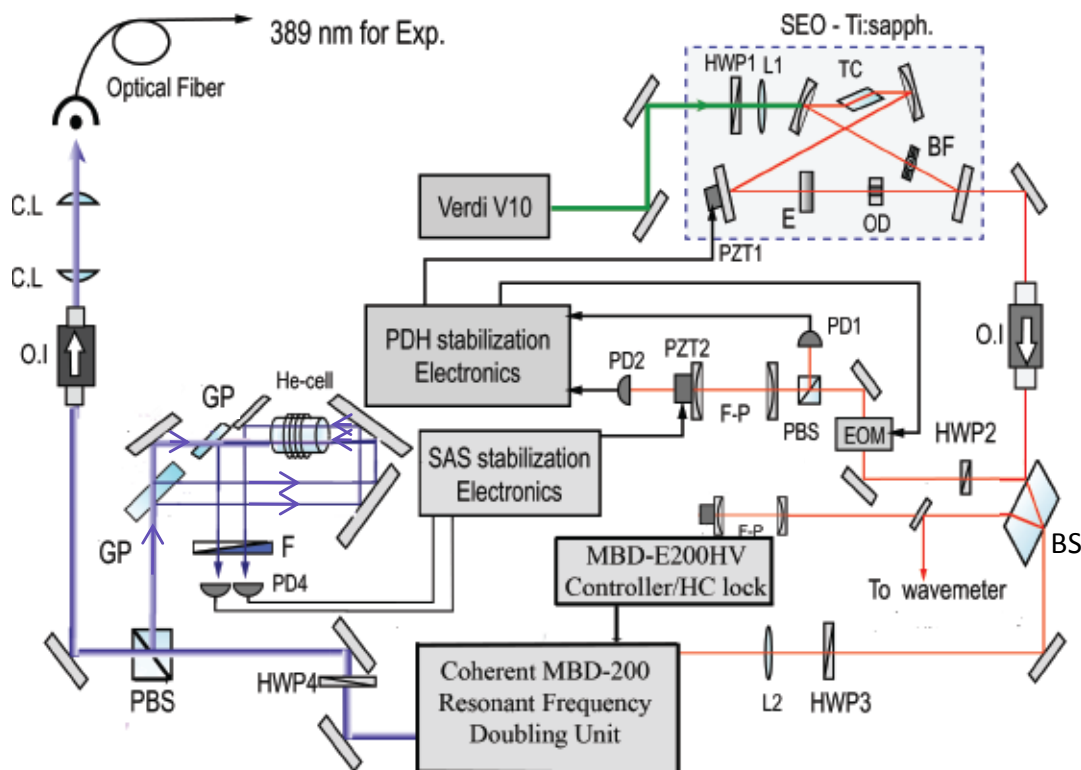 389 nm for Exp.
Optical Fiber
SEO - Ti:sapph.
HWP1
L1
TC
BF
E
OD
Verdi V10
PZT1
C.L
C.L
O.I
PDH stabilization
Electronics
PD1
PD2
PZT2
F-P
PBS
EOM
HWP2
O.I
GP
He-cell
SAS stabilization
Electronics
GP
F
PD4
F-P
BS
MBD-E200HV
Controller/HC lock
To wavemeter
PBS
HWP4
Coherent MBD-200
Resonant Frequency
Doubling Unit
L2
HWP3